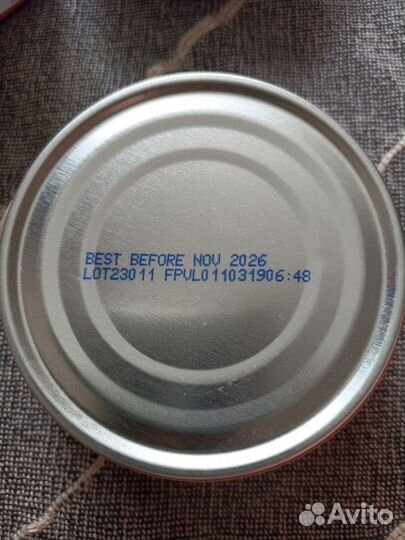 BEST BEFORE NOV 2026
LOT23011 FPVL011031906:48
Avito